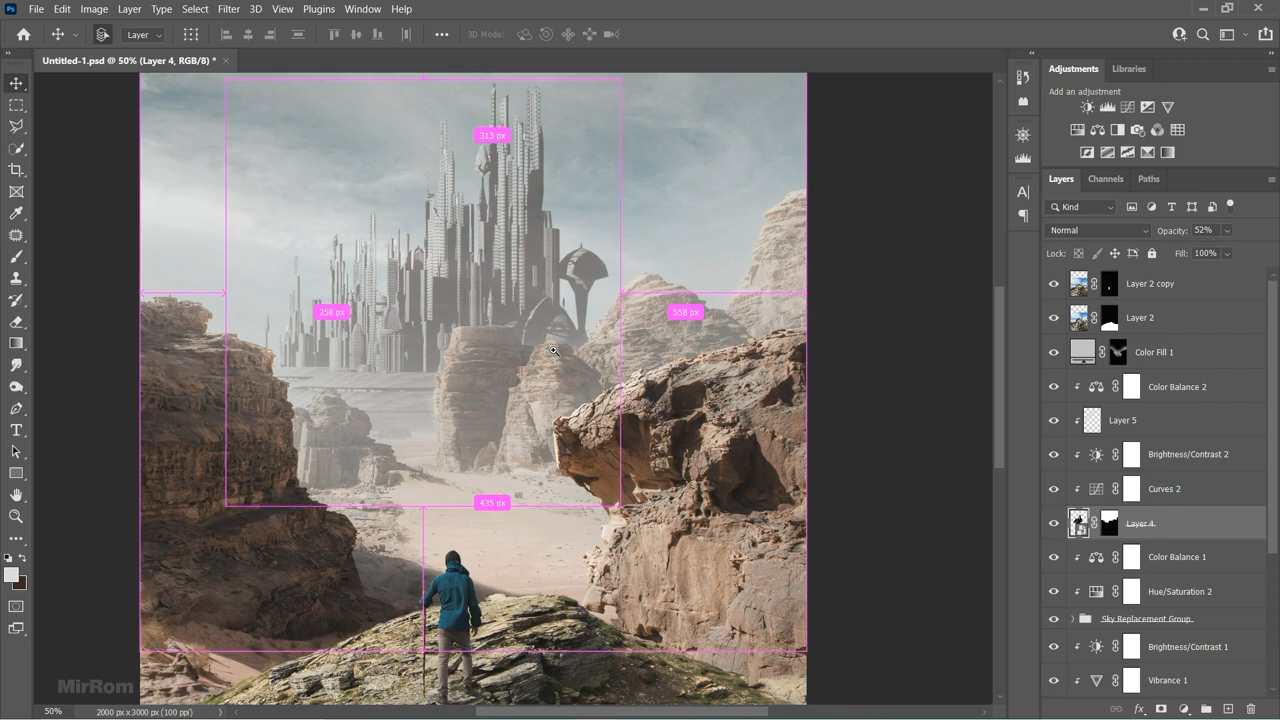 Ps File Edit Image Layer Type Select Filter 3D View Plugins Window Help
Layer 3D Mode:
Untitled-1.psd @ 50% (Layer 4, RGB/8) *
313 px
258 px
558 px
435 px
MirRom
50% 2000 px x 3000 px (100 ppi)
Adjustments Libraries
Add an adjustment
Layers Channels Paths
Kind
Normal Opacity: 52%
Lock: Fill: 100%
Layer 2 copy
Layer 2
Color Fill 1
Color Balance 2
Layer 5
Brightness/Contrast 2
Curves 2
Layer 4
Color Balance 1
Hue/Saturation 2
Sky Replacement Group
Brightness/Contrast 1
Vibrance 1